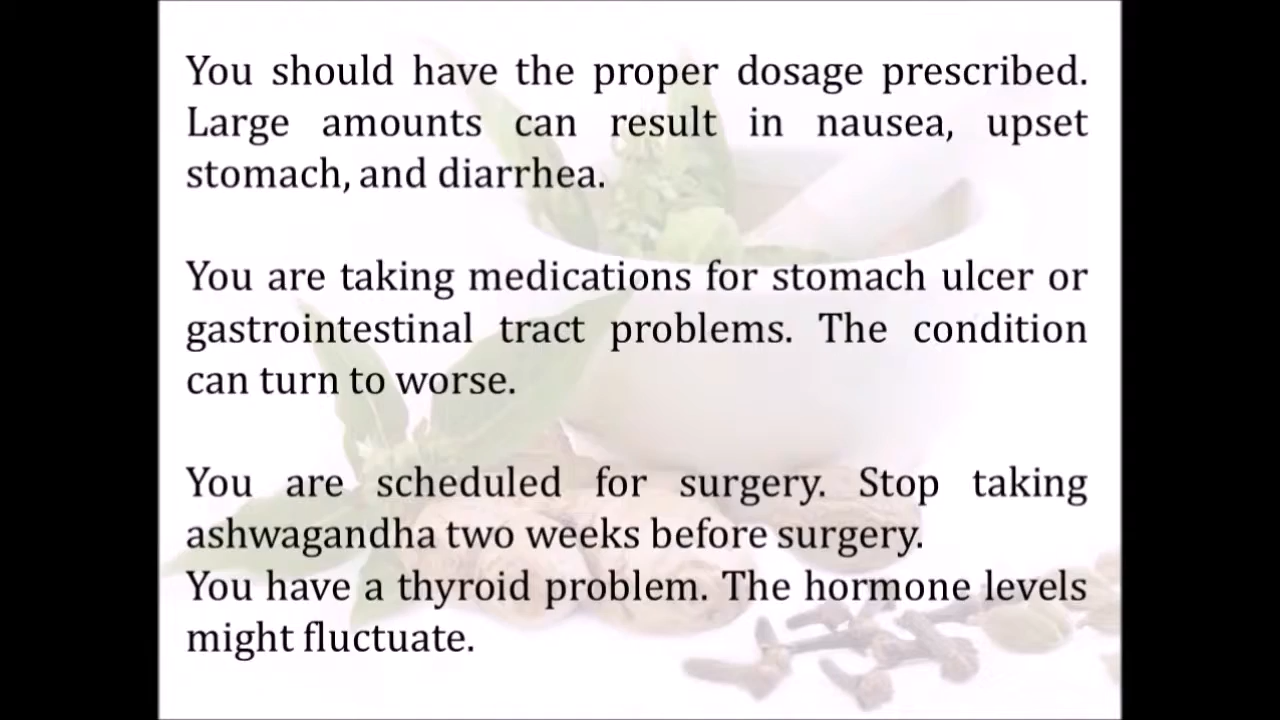 You should have the proper dosage prescribed.
Large amounts can result in nausea, upset
stomach, and diarrhea.
You are taking medications for stomach ulcer or
gastrointestinal tract problems. The condition
can turn to worse.
You are scheduled for surgery. Stop taking
ashwagandha two weeks before surgery.
You have a thyroid problem. The hormone levels
might fluctuate.